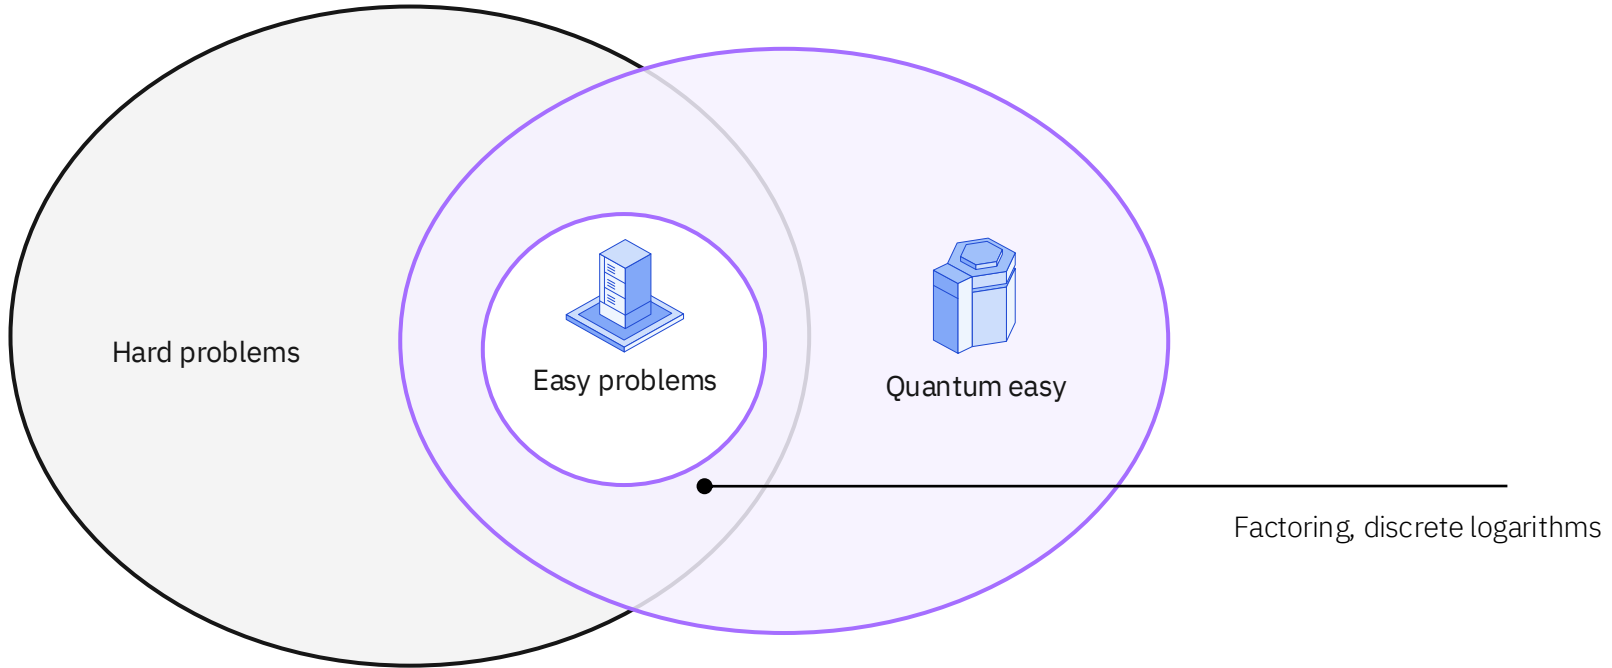 Hard problems
Easy problems
Quantum easy
Factoring, discrete logarithms